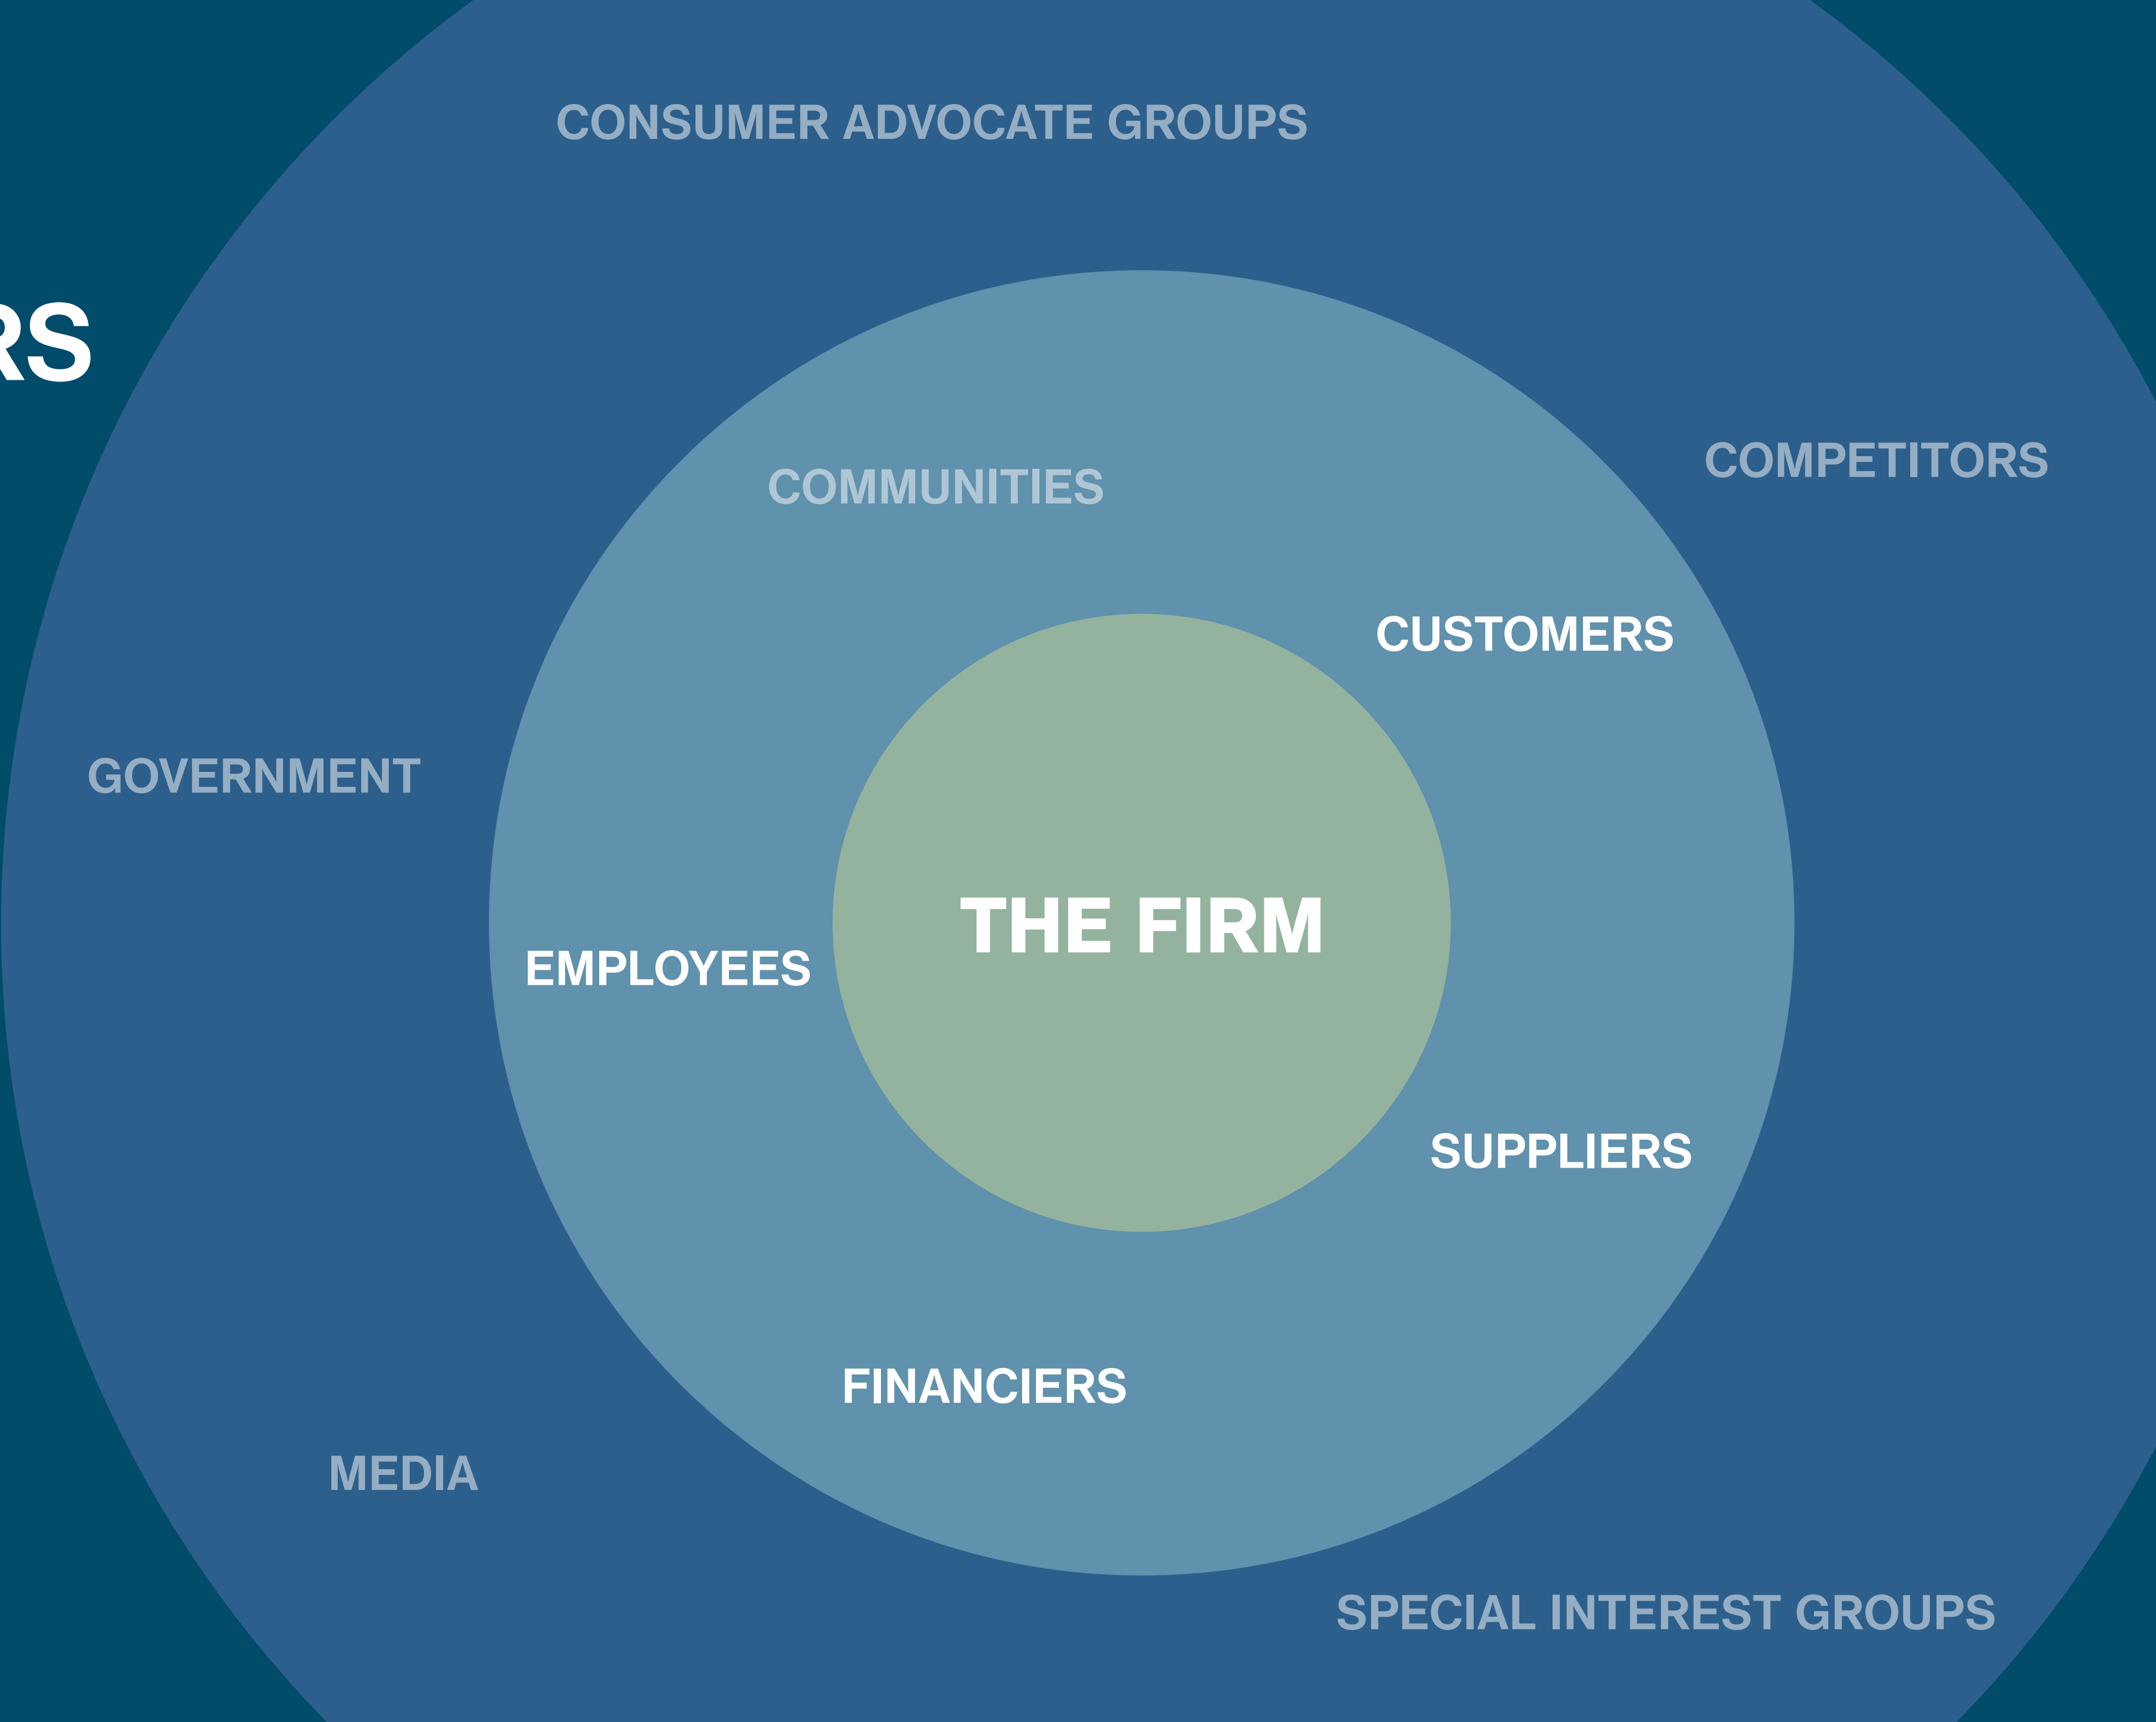 CONSUMER ADVOCATE GROUPS
RS
COMPETITORS
COMMUNITIES
CUSTOMERS
GOVERNMENT
THE FIRM
EMPLOYEES
SUPPLIERS
FINANCIERS
MEDIA
SPECIAL INTEREST GROUPS